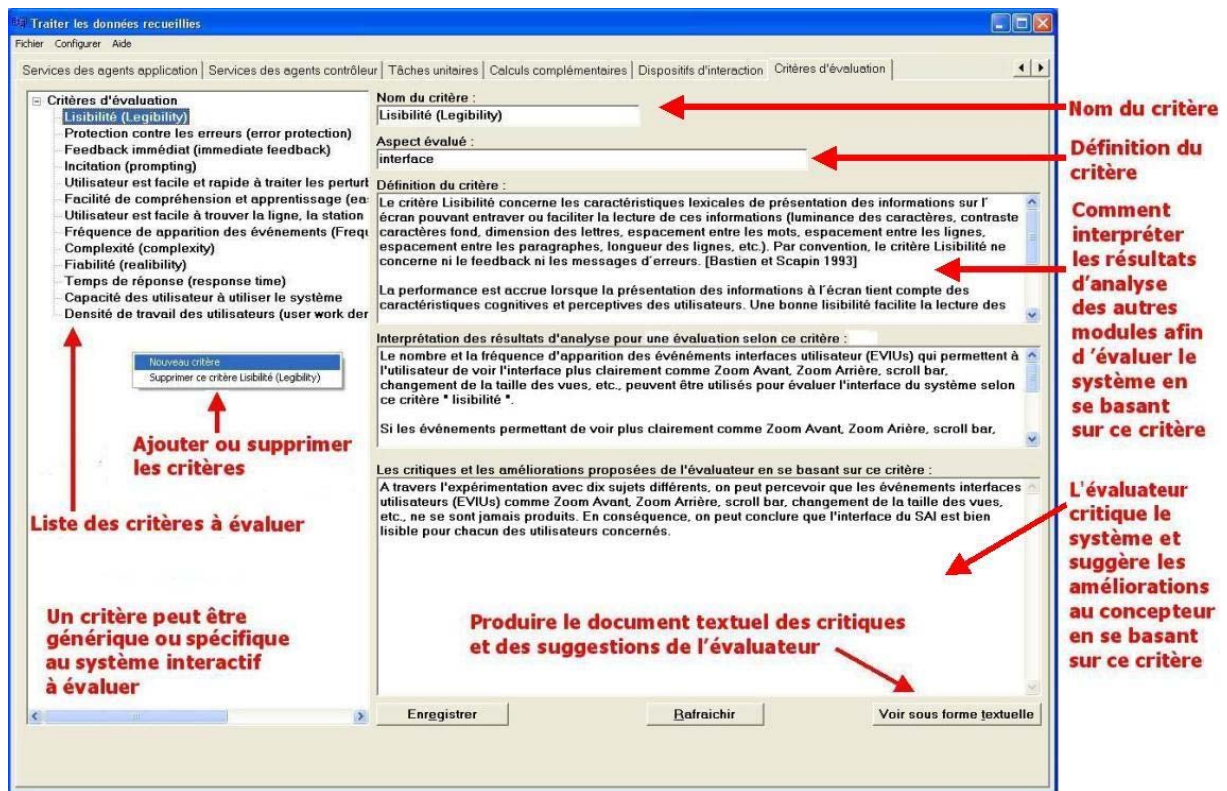 Traiter les données recueillies
Fichier Configurer Aide
Services des agents application Services des agents contrôleur Tâches unitaires Calculs complémentaires Dispositifs d'interaction Critères d'évaluation
Critères d'évaluation
Lisibilité (Legibility)
Protection contre les erreurs (error protection)
Feedback immédiat (immediate feedback)
Incitation (prompting)
Utilisateur est facile et rapide à traiter les perturt
Facilité de compréhension et apprentissage (ea:
Utilisateur est facile à trouver la ligne, la station
Fréquence de apparition des événements (Frequ
Complexité (complexity)
Fiabilité (realibility)
Temps de réponse (response time)
Capacité des utilisateur à utiliser le système
Densité de travail des utilisateurs (user work der
Nouveau critère
Supprimer ce critère Lisibilité (Legibility)
Ajouter ou supprimer
les critères
Liste des critères à évaluer
Un critère peut être
générique ou spécifique
au système interactif
à évaluer
Nom du critère :
Lisibilité (Legibility)
Aspect évalué :
interface
Définition du critère :
Le critère Lisibilité concerne les caractéristiques lexicales de présentation des informations sur l'
écran pouvant entraver ou faciliter la lecture de ces informations (luminance des caractères, contraste
caractères fond, dimension des lettres, espacement entre les mots, espacement entre les lignes,
espacement entre les paragraphes, longueur des lignes, etc.). Par convention, le critère Lisibilité ne
concerne ni le feedback ni les messages d'erreurs. [Bastien et Scapin 1993]
La performance est accrue lorsque la présentation des informations à l'écran tient compte des
caractéristiques cognitives et perceptives des utilisateurs. Une bonne lisibilité facilite la lecture des
Interprétation des résultats d'analyse pour une évaluation selon ce critère :
Le nombre et la fréquence d'apparition des événéments interfaces utilisateur (EVIUs) qui permettent à
l'utilisateur de voir l'interface plus clairement comme Zoom Avant, Zoom Arrière, scroll bar,
changement de la taille des vues, etc., peuvent être utilisés pour évaluer l'interface du système selon
ce critère " lisibilité ".
Si les événements permettant de voir plus clairement comme Zoom Avant, Zoom Arière, scroll bar,
Les critiques et les améliorations proposées de l'évaluateur en se basant sur ce critère :
A travers l'expérimentation avec dix sujets différents, on peut percevoir que les événements interfaces
utilisateurs (EVIUs) comme Zoom Avant, Zoom Arrière, scroll bar, changement de la taille des vues,
etc., ne se sont jamais produits. En conséquence, on peut conclure que l'interface du SAI est bien
lisible pour chacun des utilisateurs concernés.
Produire le document textuel des critiques
et des suggestions de l'évaluateur
Enregistrer Rafraichir Voir sous forme textuelle
Nom du critère
Définition du
critère
Comment
interpréter
les résultats
d'analyse
des autres
modules afin
d 'évaluer le
système en
se basant
sur ce critère
L'évaluateur
critique le
système et
suggère les
améliorations
au concepteur
en se basant
sur ce critère